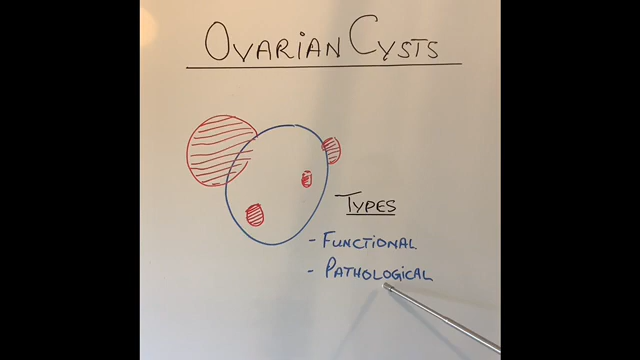 OVARIAN CYSTS
TYPES
- FUNCTIONAL
- PATHOLOGICAL